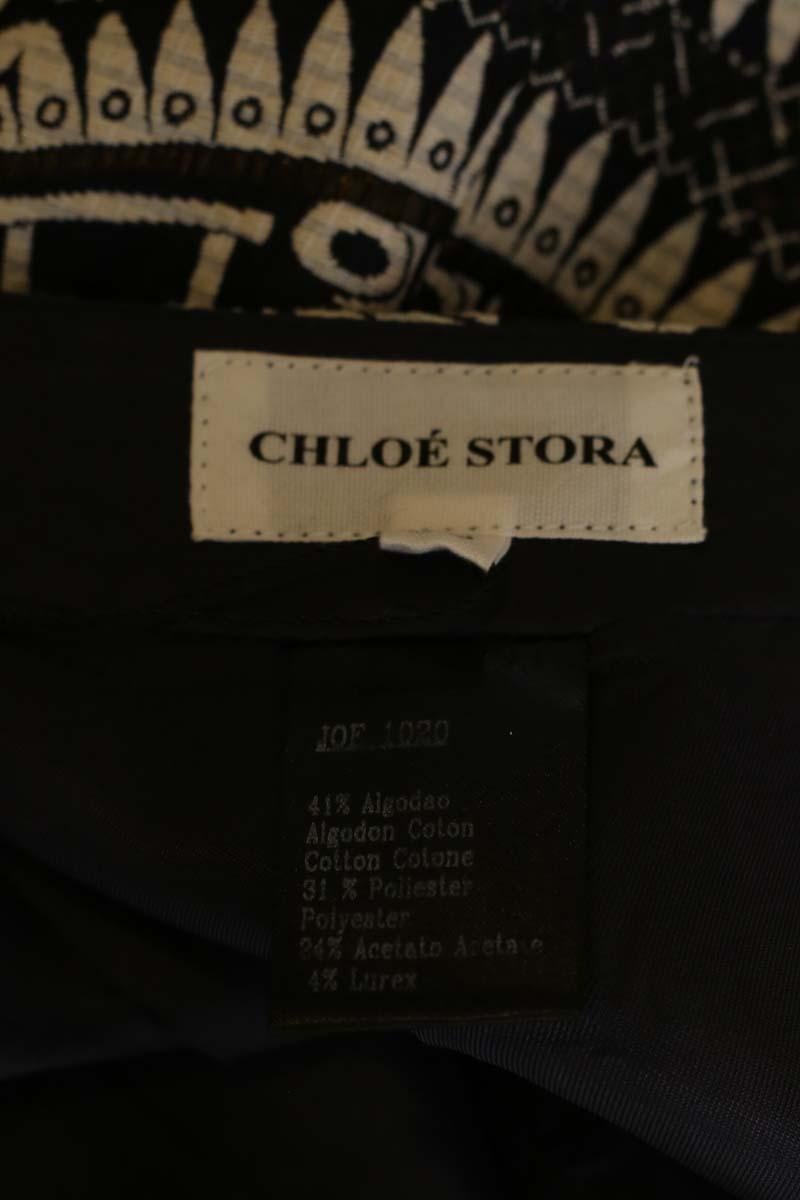 CHLOÉ STORA
JOF 1020
41% Algodao
Algodon Coton
Cotton Cotone
31 % Poliester
Polyester
24% Acetato Acetate
4% Lurex